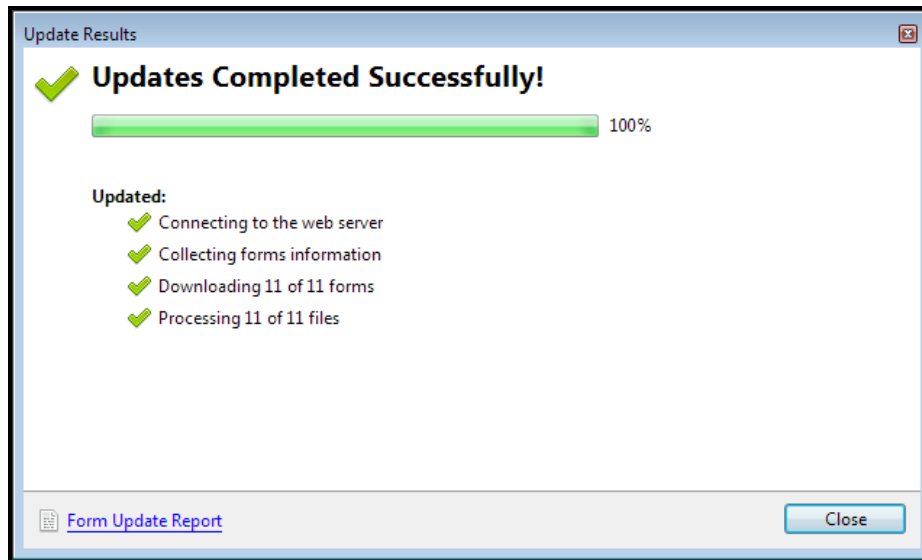 Update Results
Updates Completed Successfully!
100%
Updated:
Connecting to the web server
Collecting forms information
Downloading 11 of 11 forms
Processing 11 of 11 files
Form Update Report
Close